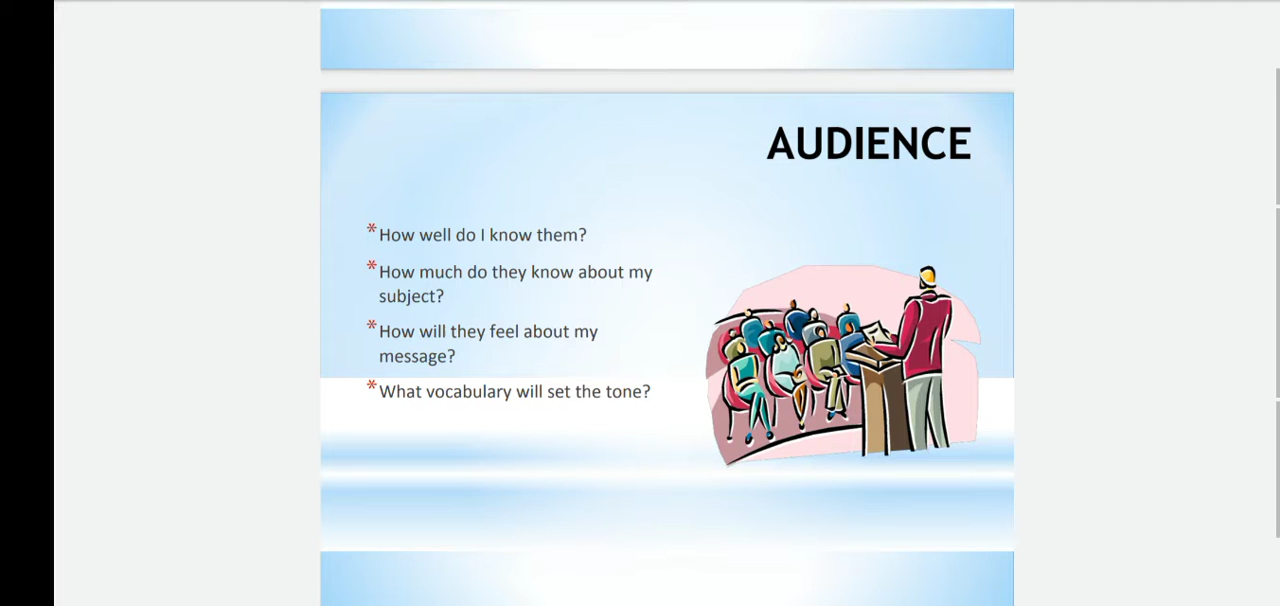 AUDIENCE
*How well do I know them?
*How much do they know about my
subject?
*How will they feel about my
message?
*What vocabulary will set the tone?